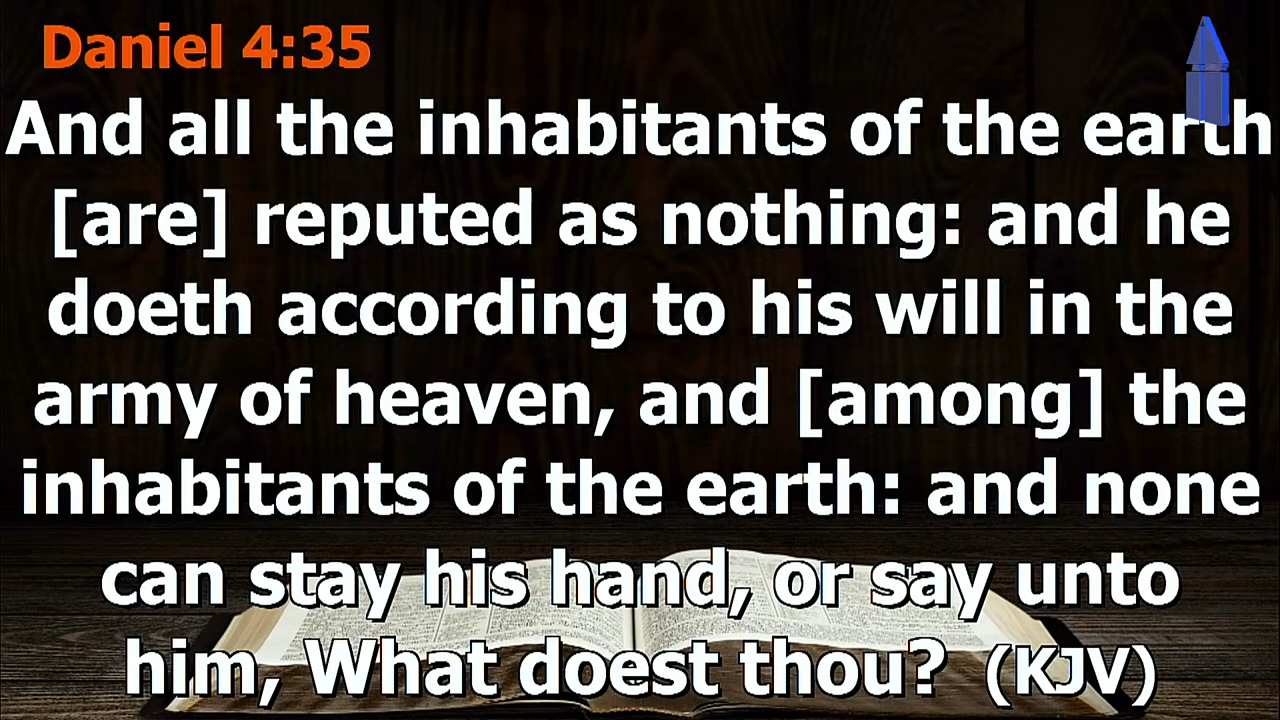 Daniel 4:35
And all the inhabitants of the earth
[are] reputed as nothing: and he
doeth according to his will in the
army of heaven, and [among] the
inhabitants of the earth: and none
can stay his hand, or say unto
him, What doest thou? (KJV)